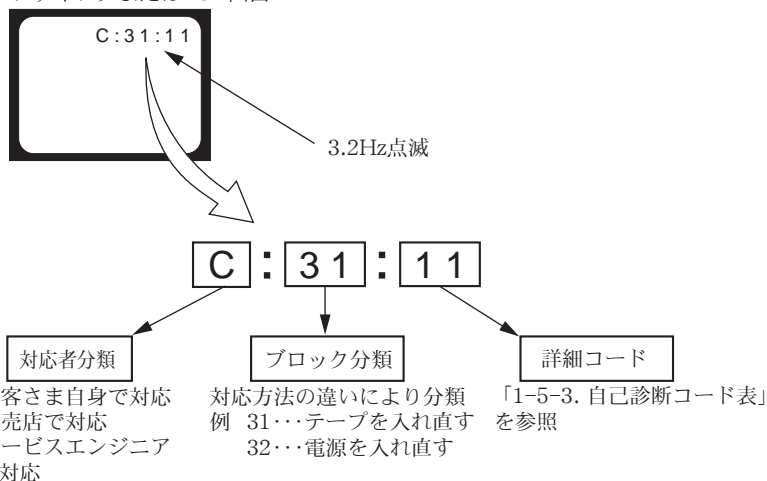 C:31:11
3.2Hz点滅
C : 31 : 11
対応者分類
ブロック分類
詳細コード
客さま自身で対応
売店で対応
ービスエンジニア
対応
対応方法の違いにより分類
例 31･･･テープを入れ直す
32･･･電源を入れ直す
「1-5-3. 自己診断コード表」
を参照